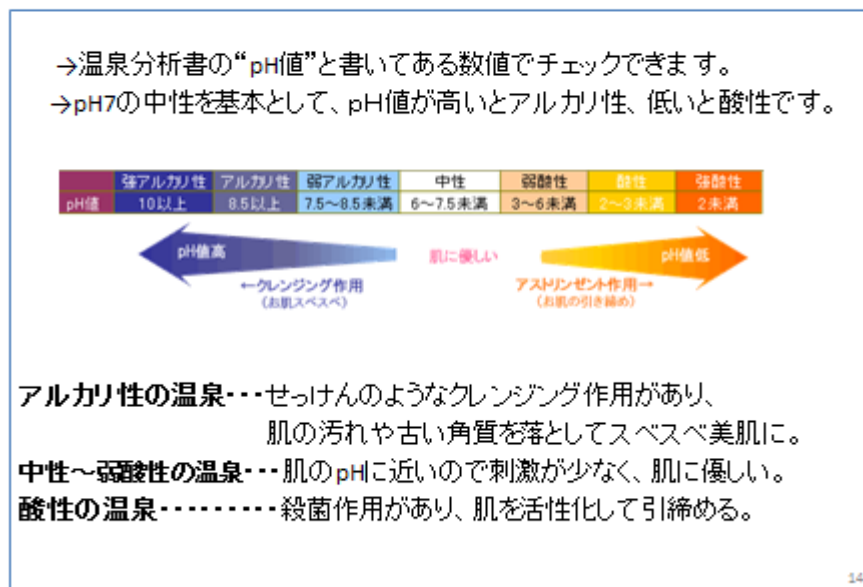 →温泉分析書の“pH値”と書いてある数値でチェックできます。
→pH7の中性を基本として、pH値が高いとアルカリ性、低いと酸性です。
強アルカリ性 アルカリ性 弱アルカリ性 中性 弱酸性 酸性 強酸性
pH値 10以上 8.5以上 7.5～8.5未満 6～7.5未満 3～6未満 2～3未満 2未満
pH値高 肌に優しい pH値低
←クレンジング作用 アストリンゼント作用→
(お肌スベスベ) (お肌の引き締め)
アルカリ性の温泉･･･せっけんのようなクレンジング作用があり、
肌の汚れや古い角質を落としてスベスベ美肌に。
中性～弱酸性の温泉･･･肌のpHに近いので刺激が少なく、肌に優しい。
酸性の温泉･････････殺菌作用があり、肌を活性化して引締める。
14